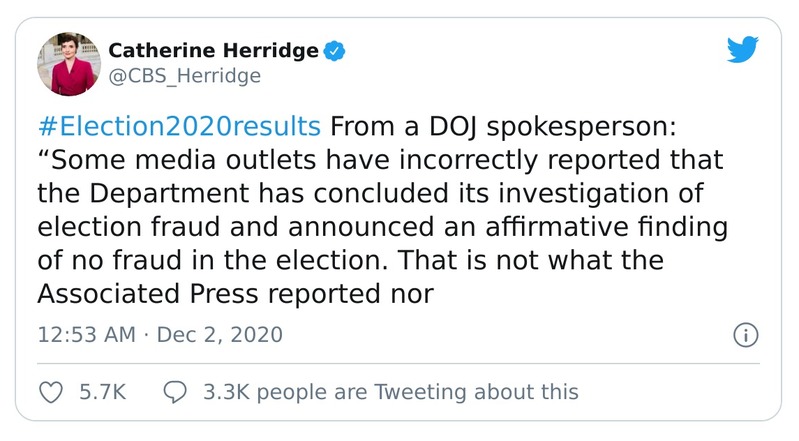 Catherine Herridge
@CBS_Herridge
#Election2020results From a DOJ spokesperson:
“Some media outlets have incorrectly reported that
the Department has concluded its investigation of
election fraud and announced an affirmative finding
of no fraud in the election. That is not what the
Associated Press reported nor
12:53 AM · Dec 2, 2020
5.7K 3.3K people are Tweeting about this